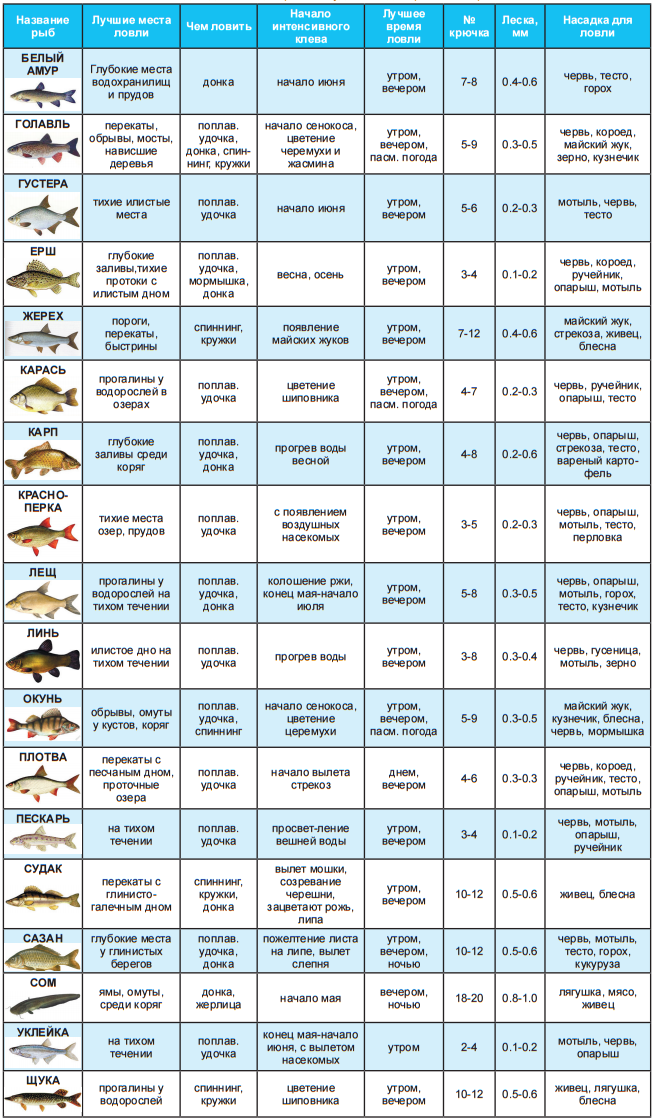 Название
рыб
Лучшие места
ловли
Чем ловить
Начало
интенсивного
клева
Лучшее
время
ловли
№
крючка
Леска,
мм
Насадка для
ловли
БЕЛЫЙ
АМУР
Глубокие места
водохранилищ
и прудов
донка
начало июня
утром,
вечером
7-8
0.4-0.6
червь, тесто,
горох
ГОЛАВЛЬ
перекаты,
обрывы, мосты,
нависшие
деревья
поплав.
удочка,
донка, спин-
нинг, кружки
начало сенокоса,
цветение
черемухи и
жасмина
утром,
вечером,
пасм. погода
5-9
0.3-0.5
червь, короед,
майский жук,
зерно, кузнечик
ГУСТЕРА
тихие илистые
места
поплав.
удочка
начало июня
утром,
вечером
5-6
0.2-0.3
мотыль, червь,
тесто
ЕРШ
глубокие
заливы,тихие
протоки с
илистым дном
поплав.
удочка,
мормышка,
донка
весна, осень
утром,
вечером
3-4
0.1-0.2
червь, короед,
ручейник,
опарыш, мотыль
ЖЕРЕХ
пороги,
перекаты,
быстрины
спиннинг,
кружки
появление
майских жуков
утром,
вечером
7-12
0.4-0.6
майский жук,
стрекоза, живец,
блесна
КАРАСЬ
прогалины у
водорослей в
озерах
поплав.
удочка
цветение
шиповника
утром,
вечером,
пасм. погода
4-7
0.2-0.3
червь, ручейник,
опарыш, тесто
КАРП
глубокие
заливы среди
коряг
поплав.
удочка,
донка
прогрев воды
весной
утром,
вечером
4-8
0.2-0.6
червь, опарыш,
стрекоза, тесто,
вареный карто-
фель
КРАСНО-
ПЕРКА
тихие места
озер, прудов
поплав.
удочка
с появлением
воздушных
насекомых
утром,
вечером
3-5
0.2-0.3
червь, опарыш,
мотыль, тесто,
перловка
ЛЕЩ
прогалины у
водорослей на
тихом течении
поплав.
удочка,
донка
колошение ржи,
конец мая-начало
июля
утром,
вечером
5-8
0.3-0.5
червь, опарыш,
мотыль, горох,
тесто, кузнечик
ЛИНЬ
илистое дно на
тихом течении
поплав.
удочка
прогрев воды
утром,
вечером
3-8
0.3-0.4
червь, гусеница,
мотыль, зерно
ОКУНЬ
обрывы, омуты
у кустов, коряг
поплав.
удочка,
спиннинг
начало сенокоса,
цветение
церемухи
утром,
вечером,
пасм. погода
5-9
0.3-0.5
майский жук,
кузнечик, блесна,
червь, мормышка
ПЛОТВА
перекаты с
песчаным дном,
проточные
озера
поплав.
удочка
начало вылета
стрекоз
днем,
вечером
4-6
0.3-0.3
червь, короед,
ручейник, тесто,
опарыш, мотыль
ПЕСКАРЬ
на тихом
течении
поплав.
удочка
просвет-ление
вешней воды
утром,
вечером
3-4
0.1-0.2
червь, мотыль,
опарыш,
ручейник
СУДАК
перекаты с
глинисто-
галечным дном
спиннинг,
кружки,
донка
вылет мошки,
созревание
черешни,
зацветают рожь,
липа
утром,
вечером
10-12
0.5-0.6
живец, блесна
САЗАН
глубокие места
у глинистых
берегов
поплав.
удочка,
донка
пожелтение листа
на липе, вылет
слепня
утром,
вечером,
ночью
10-12
0.5-0.6
червь, мотыль,
тесто, горох,
кукуруза
СОМ
ямы, омуты,
среди коряг
донка,
жерлица
начало мая
вечером,
ночью
18-20
0.8-1.0
лягушка, мясо,
живец
УКЛЕЙКА
на тихом
течении
поплав.
удочка
конец мая-начало
июня, с вылетом
насекомых
утром
2-4
0.1-0.2
мотыль, червь,
опарыш
ЩУКА
прогалины у
водорослей
спиннинг,
кружки
цветение
шиповника
утром,
вечером
10-12
0.5-0.6
живец, лягушка,
блесна